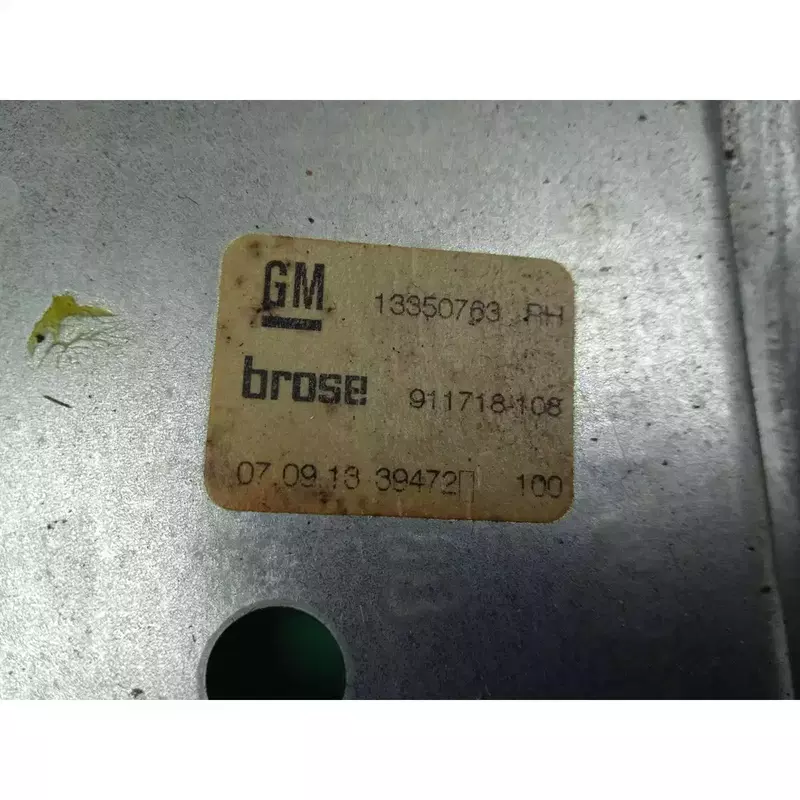 GM 13350763 RH
brose 911718-108
07.09.13 39472▯ 100